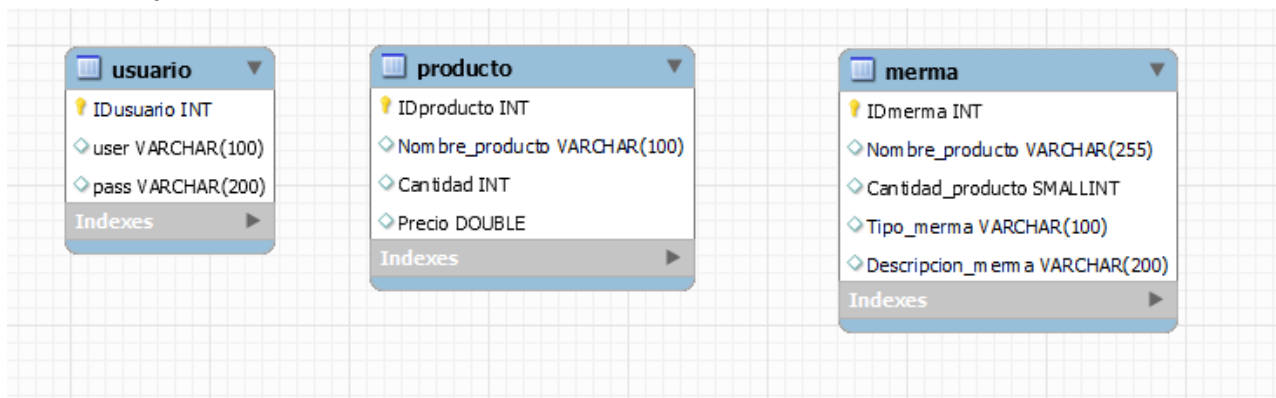 usuario
IDusuario INT
user VARCHAR(100)
pass VARCHAR(200)
Indexes
producto
IDproducto INT
Nombre_producto VARCHAR(100)
Cantidad INT
Precio DOUBLE
Indexes
merma
IDmerma INT
Nombre_producto VARCHAR(255)
Cantidad_producto SMALLINT
Tipo_merma VARCHAR(100)
Descripcion_merma VARCHAR(200)
Indexes